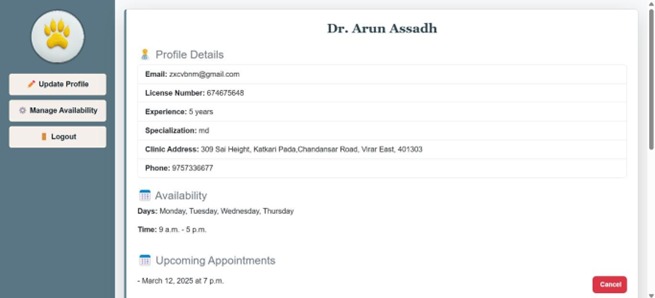 Dr. Arun Assadh
Update Profile
Manage Availability
Logout
Profile Details
Email: zxcvbnm@gmail.com
License Number: 674675648
Experience: 5 years
Specialization: md
Clinic Address: 309 Sai Height, Katkari Pada,Chandansar Road, Virar East, 401303
Phone: 9757336677
Availability
Days: Monday, Tuesday, Wednesday, Thursday
Time: 9 a.m. - 5 p.m.
Upcoming Appointments
- March 12, 2025 at 7 p.m.
Cancel